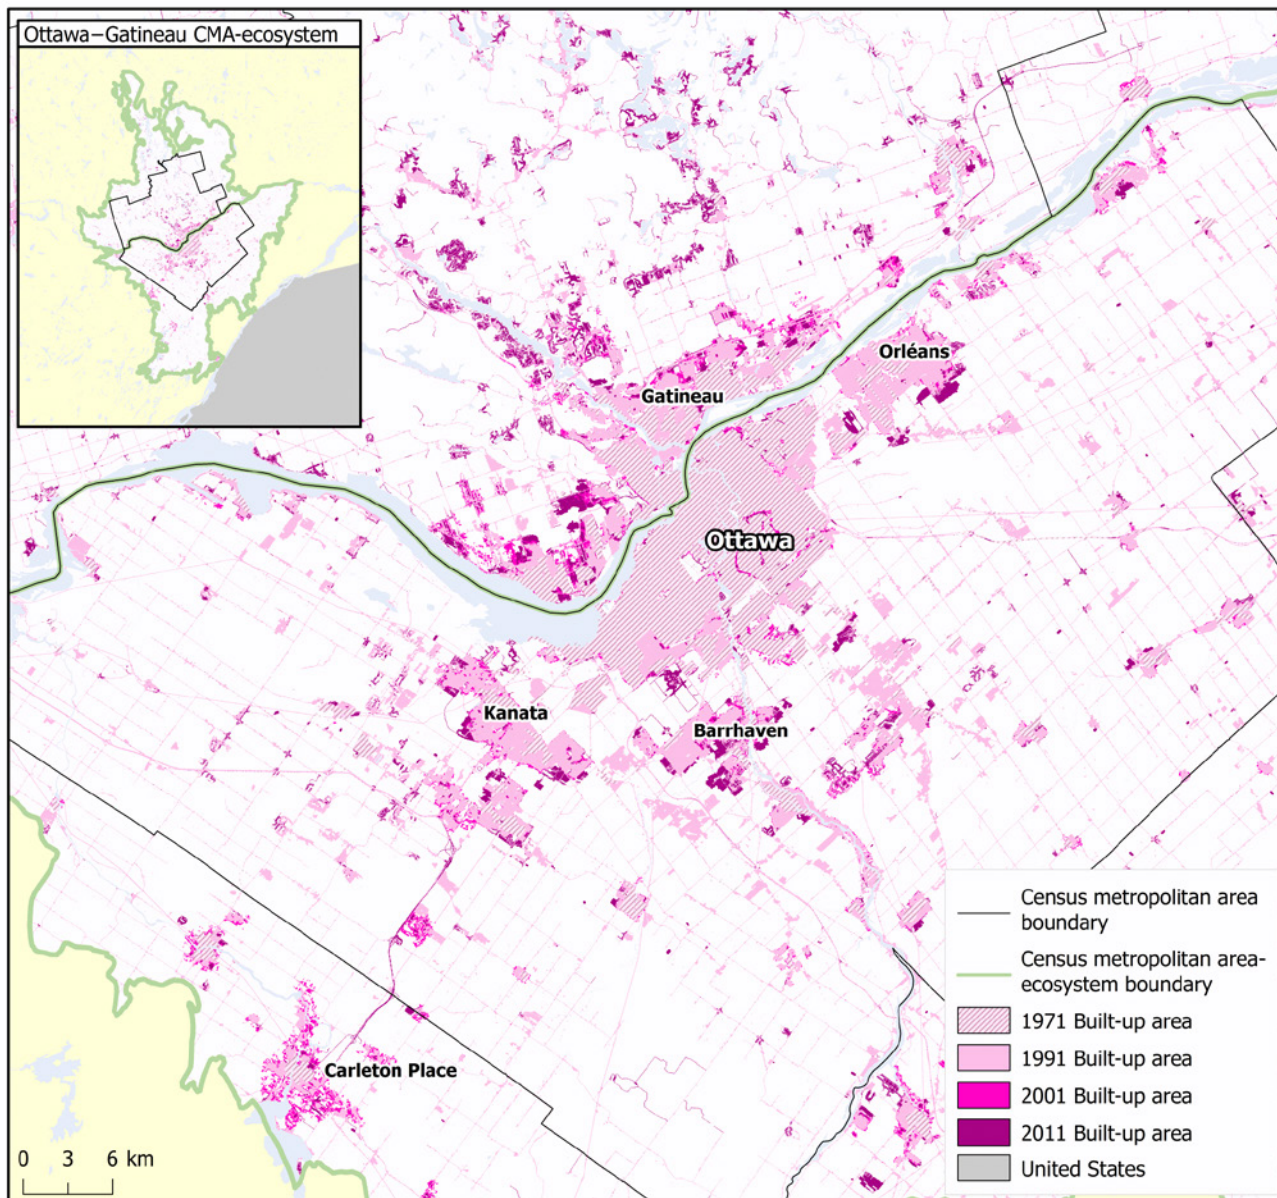 Ottawa–Gatineau CMA-ecosystem
Orléans
Gatineau
Ottawa
Kanata
Barrhaven
Carleton Place
0 3 6 km
Census metropolitan area
boundary
Census metropolitan area-
ecosystem boundary
1971 Built-up area
1991 Built-up area
2001 Built-up area
2011 Built-up area
United States